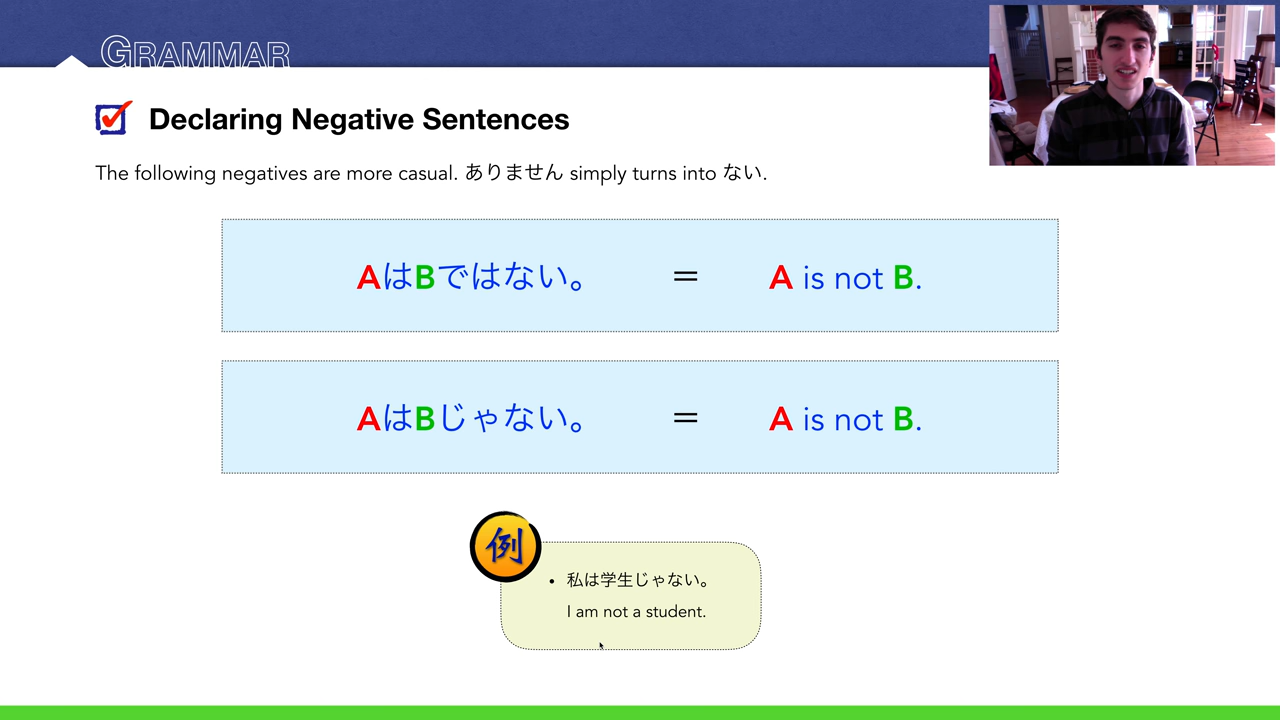 GRAMMAR
Declaring Negative Sentences
The following negatives are more casual. ありません simply turns into ない.
AはBではない。 = A is not B.
AはBじゃない。 = A is not B.
例
• 私は学生じゃない。
I am not a student.